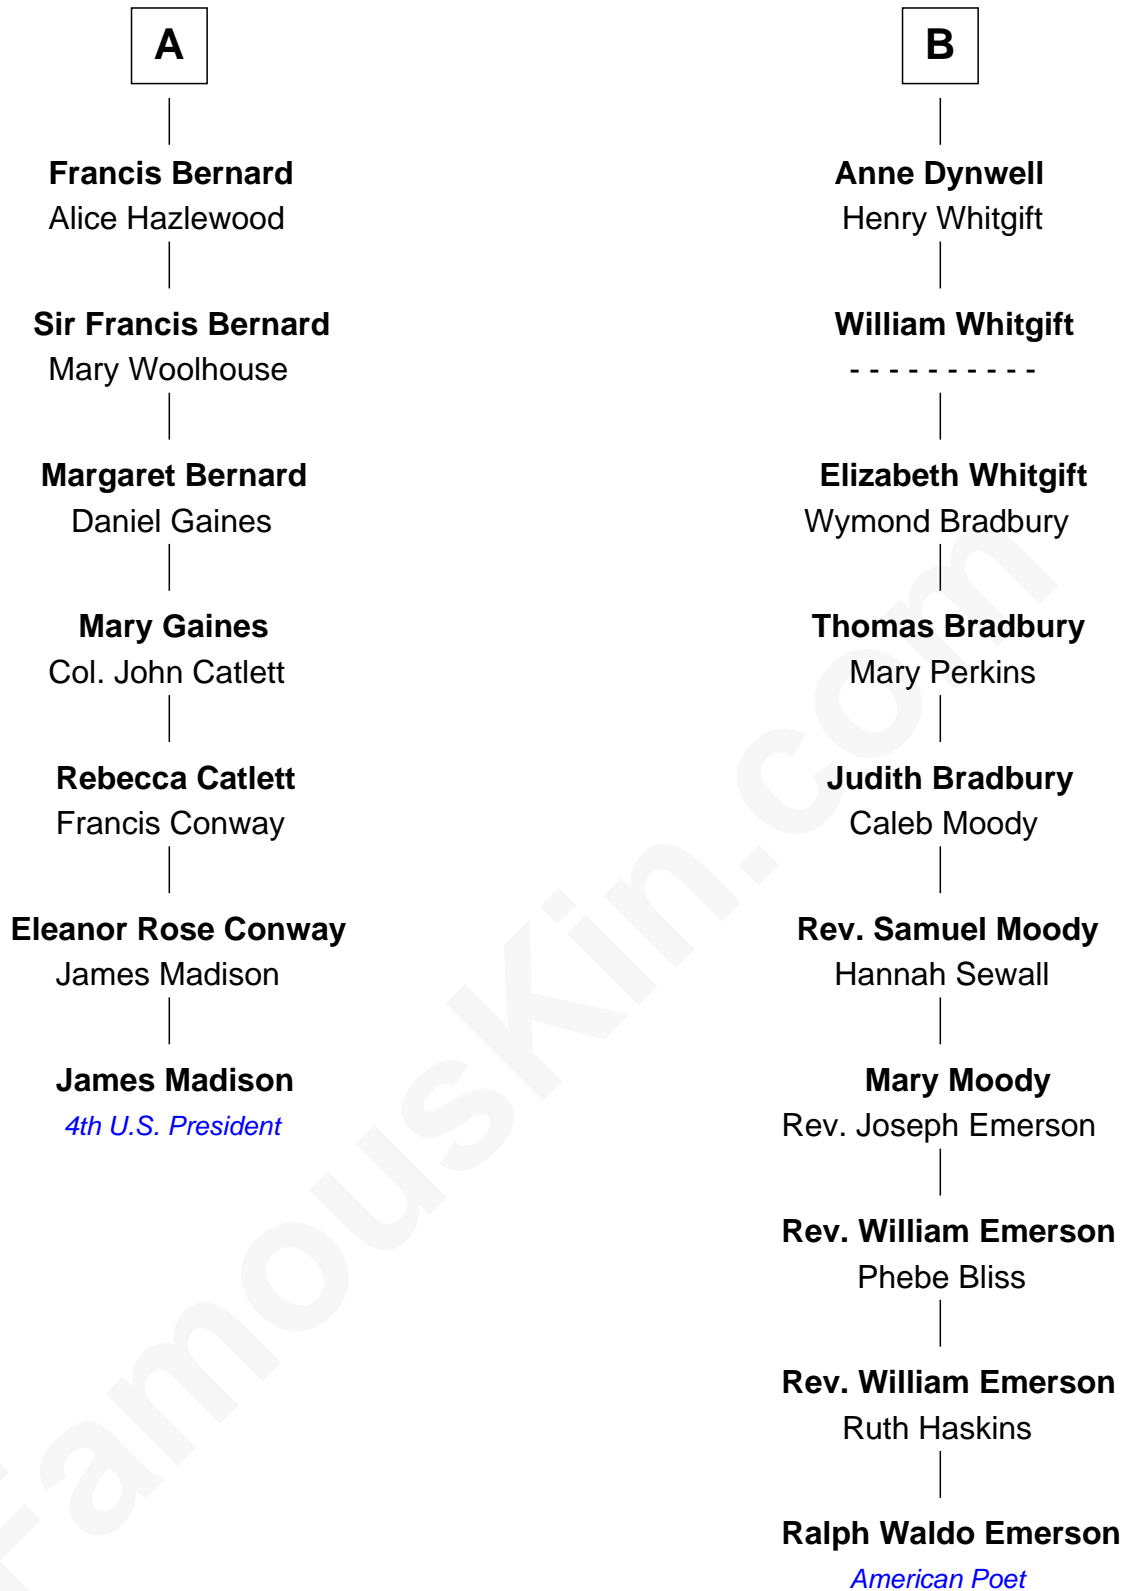 A
Francis Bernard
Alice Hazlewood
Sir Francis Bernard
Mary Woolhouse
Margaret Bernard
Daniel Gaines
Mary Gaines
Col. John Catlett
Rebecca Catlett
Francis Conway
Eleanor Rose Conway
James Madison
James Madison
4th U.S. President
B
Anne Dynwell
Henry Whitgift
William Whitgift
- - - - - - - - - -
Elizabeth Whitgift
Wymond Bradbury
Thomas Bradbury
Mary Perkins
Judith Bradbury
Caleb Moody
Rev. Samuel Moody
Hannah Sewall
Mary Moody
Rev. Joseph Emerson
Rev. William Emerson
Phebe Bliss
Rev. William Emerson
Ruth Haskins
Ralph Waldo Emerson
American Poet
FamousKin.com